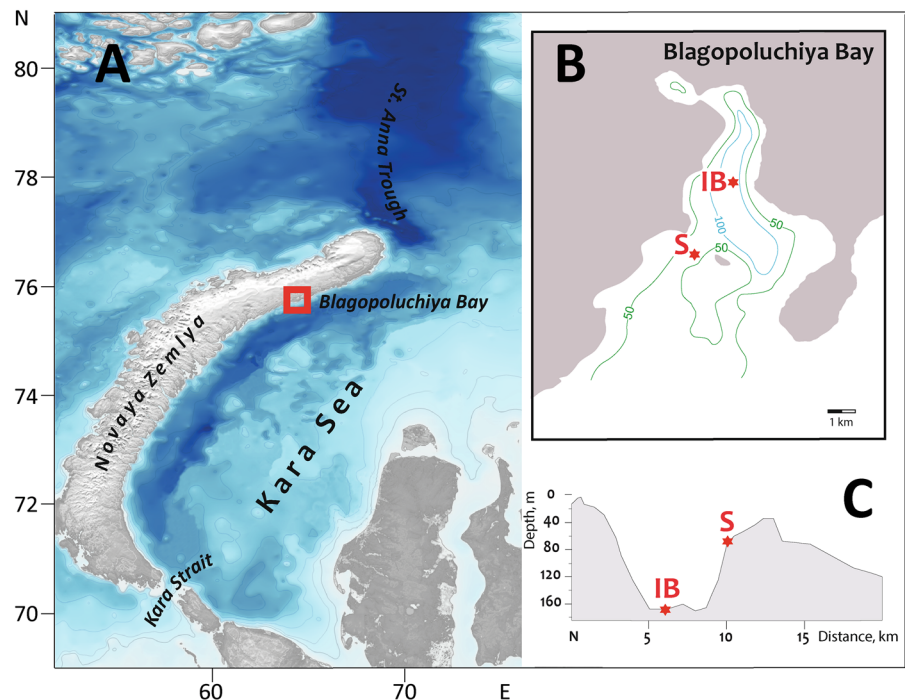 N
A
80
78
76
74
72
70
60
70
E
St. Anna Trough
Blagopoluchiya Bay
Novaya Zemlya
Kara Sea
Kara Strait
B
Blagopoluchiya Bay
IB
100
50
S
50
50
1 km
C
Depth, m
0
40
80
120
160
S
IB
N
5
10
15
Distance, km